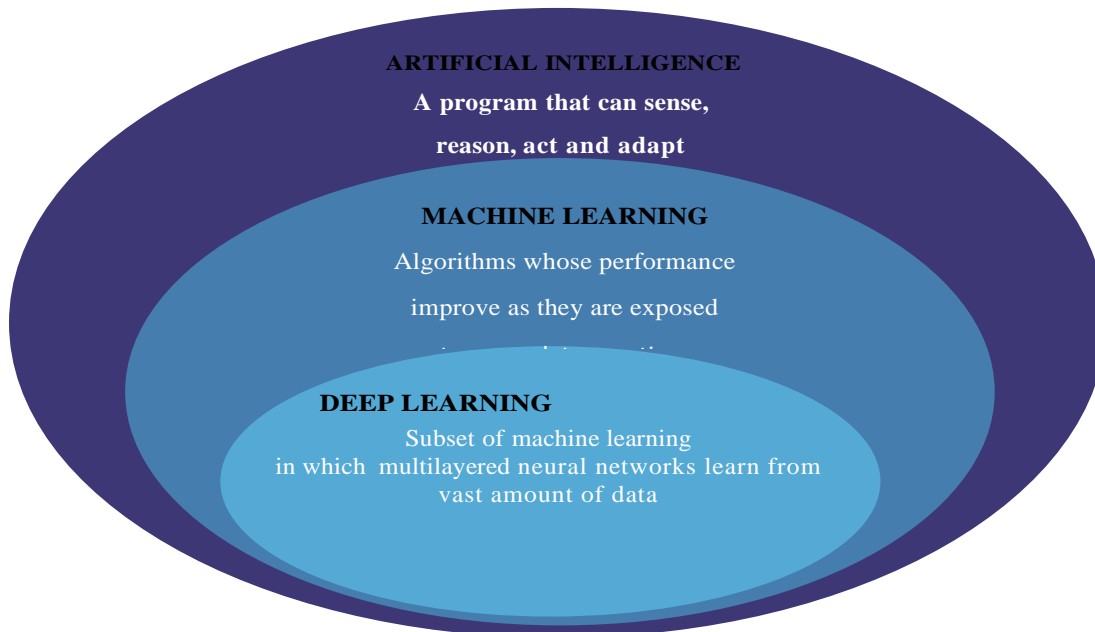 ARTIFICIAL INTELLIGENCE
A program that can sense,
reason, act and adapt
MACHINE LEARNING
Algorithms whose performance
improve as they are exposed
DEEP LEARNING
Subset of machine learning
in which multilayered neural networks learn from
vast amount of data